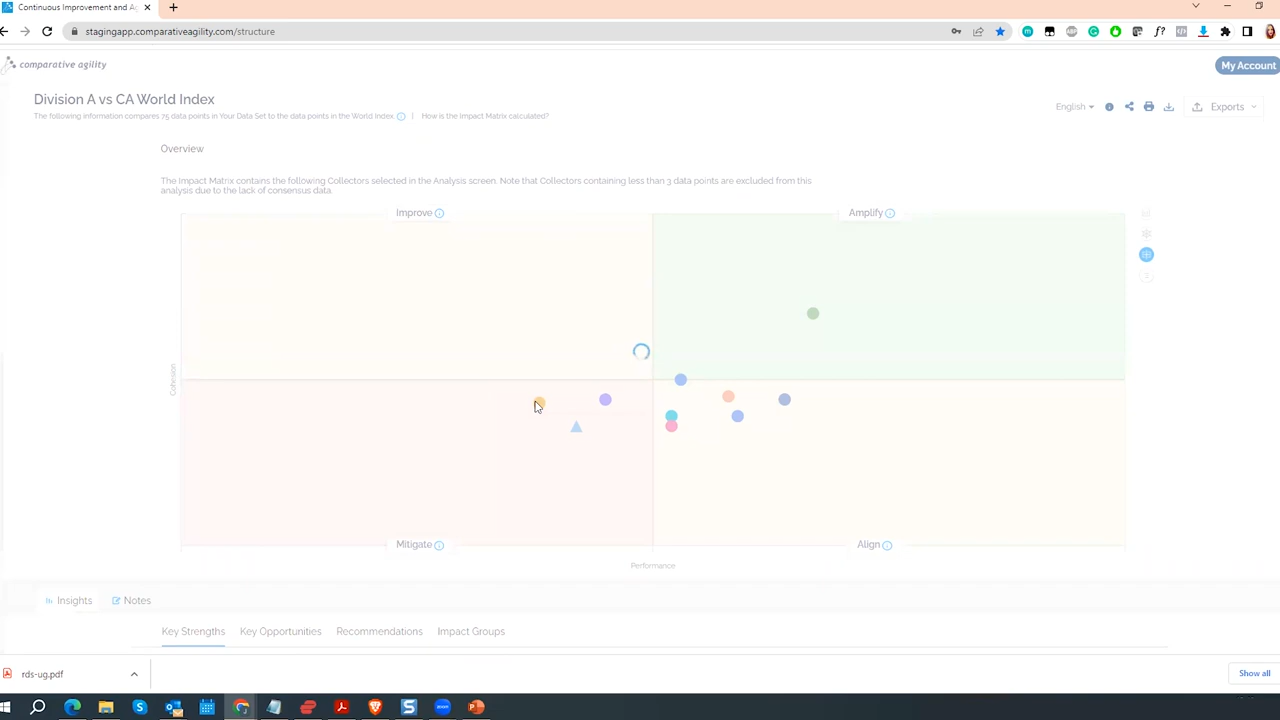 Continuous Improvement and Ag
stagingapp.comparativeagility.com/structure
comparative agility
My Account
Division A vs CA World Index
The following information compares 75 data points in Your Data Set to the data points in the World Index. | How is the Impact Matrix calculated?
English
Exports
Overview
The Impact Matrix contains the following Collectors selected in the Analysis screen. Note that Collectors containing less than 3 data points are excluded from this
analysis due to the lack of consensus data.
Improve
Amplify
Cohesion
Mitigate
Align
Performance
Insights
Notes
Key Strengths
Key Opportunities
Recommendations
Impact Groups
rds-ug.pdf
Show all